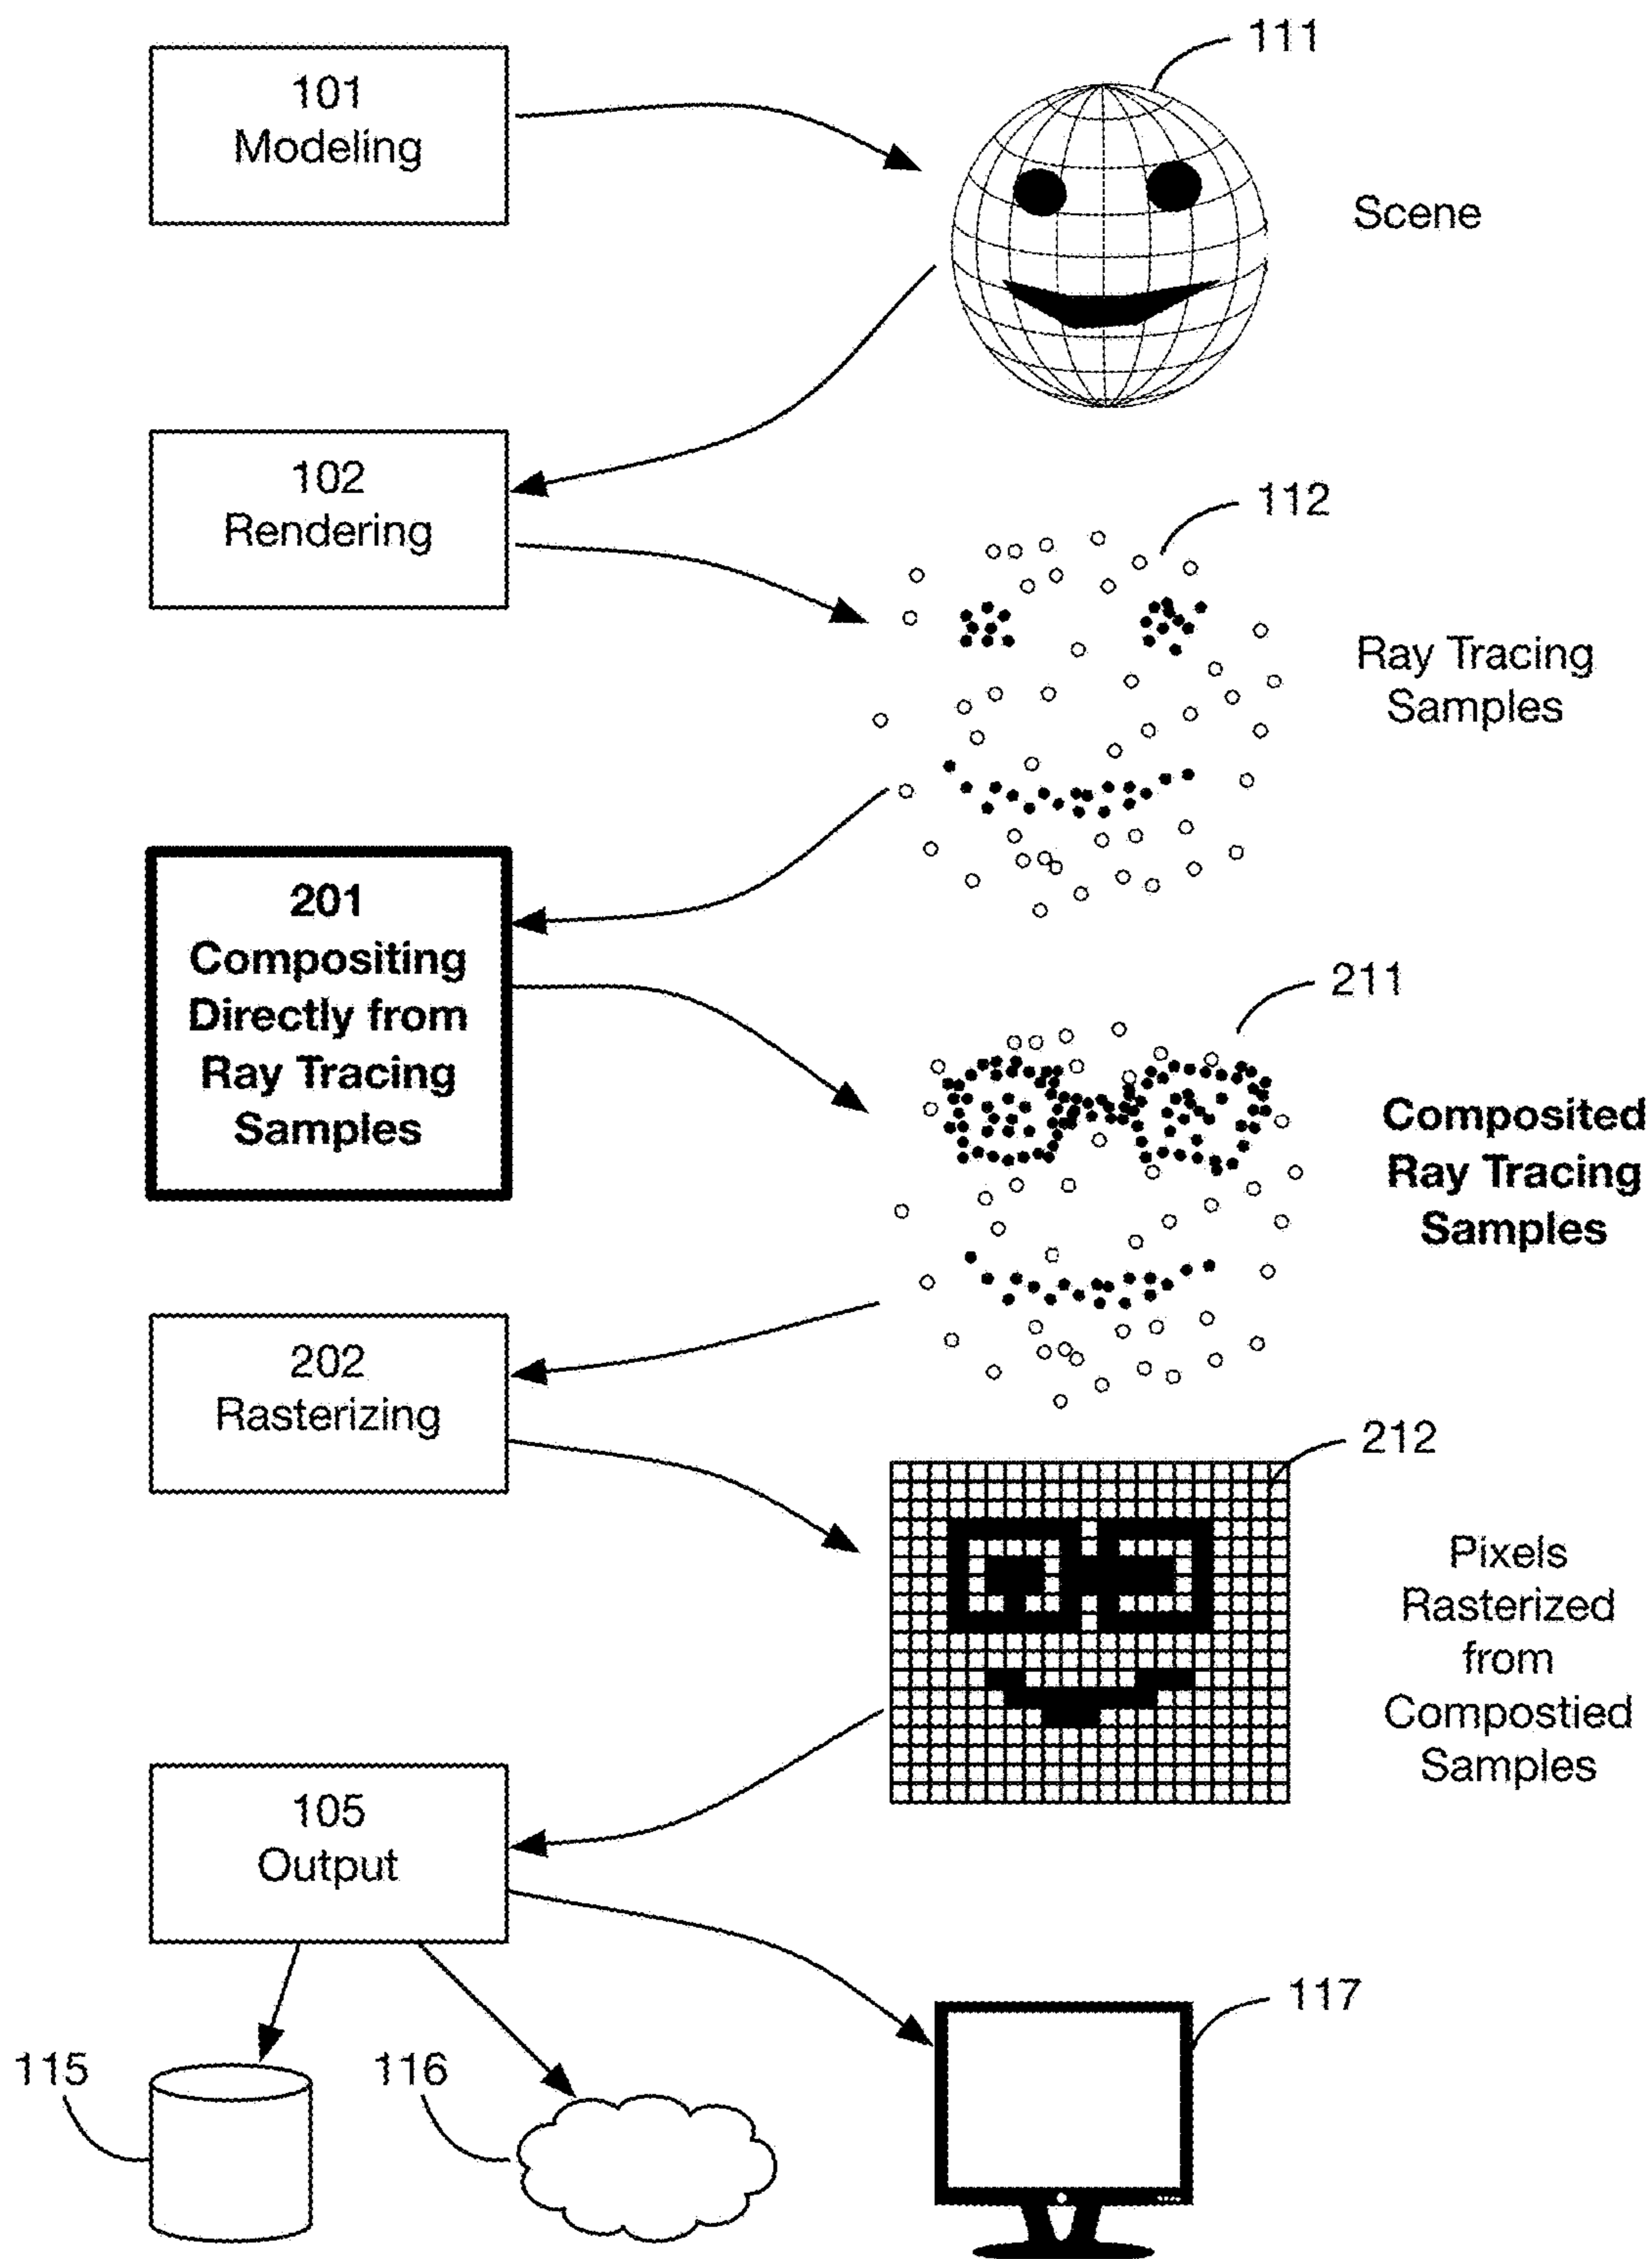 111
101
Modeling
Scene
102
Rendering
112
Ray Tracing
Samples
201
Compositing
Directly from
Ray Tracing
Samples
211
Composited
Ray Tracing
Samples
202
Rasterizing
212
Pixels
Rasterized
from
Compostied
Samples
105
Output
117
115
116